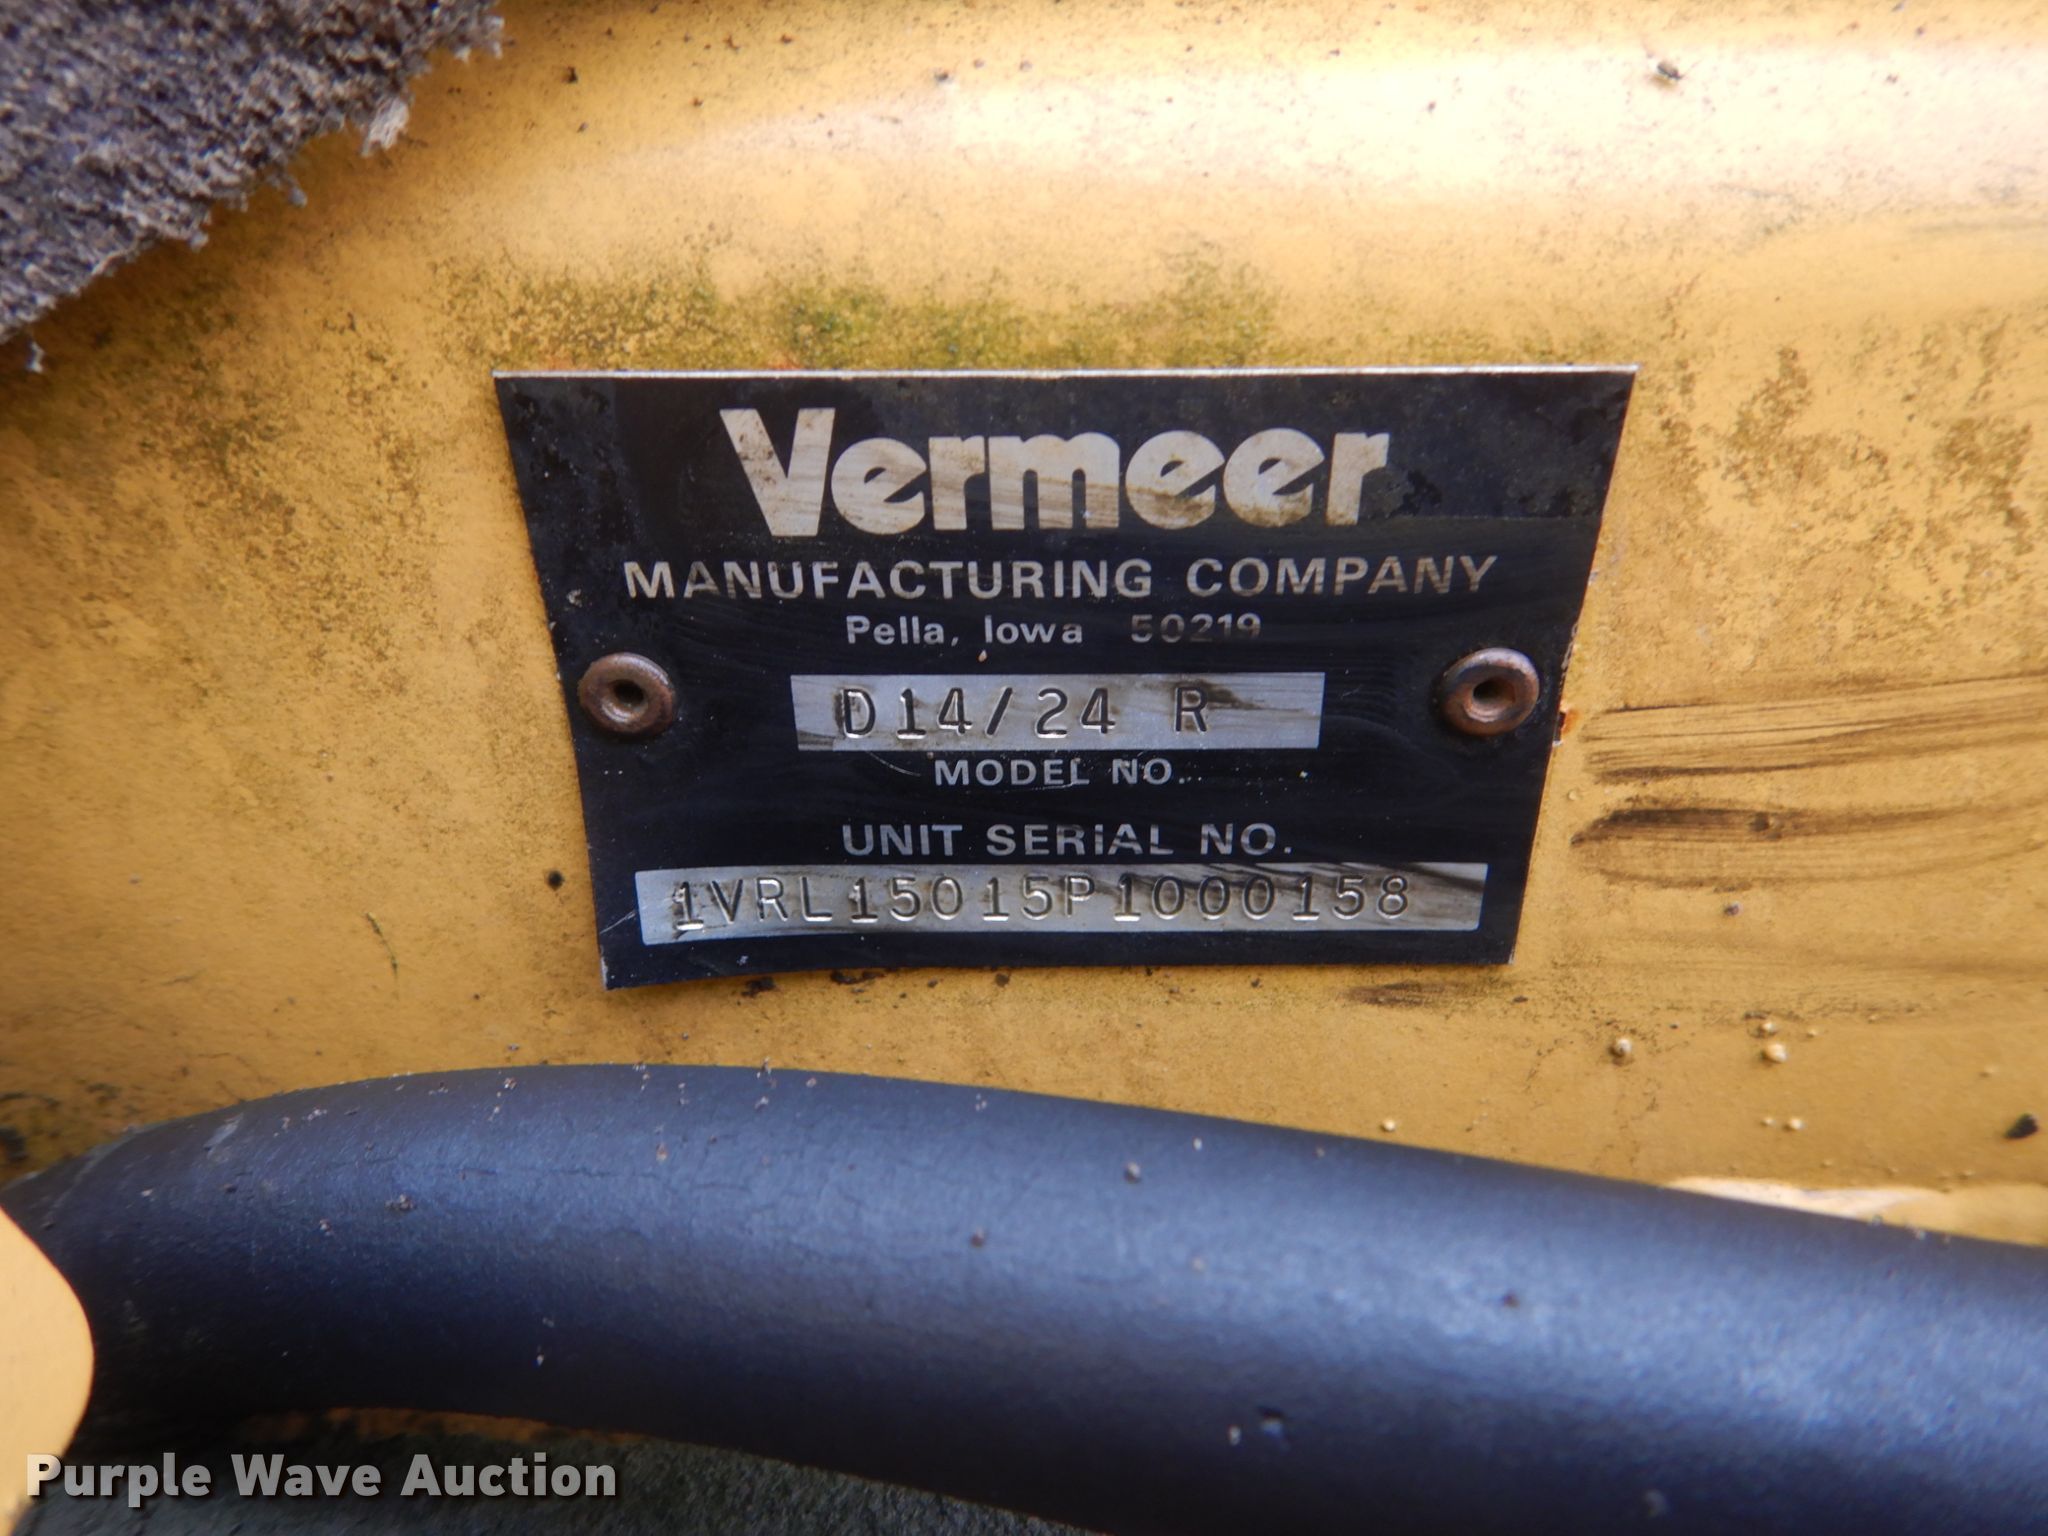 Vermeer
MANUFACTURING COMPANY
Pella, Iowa 50219
D14/24 R
MODEL NO.
UNIT SERIAL NO.
1VRL15015P1000158
Purple Wave Auction